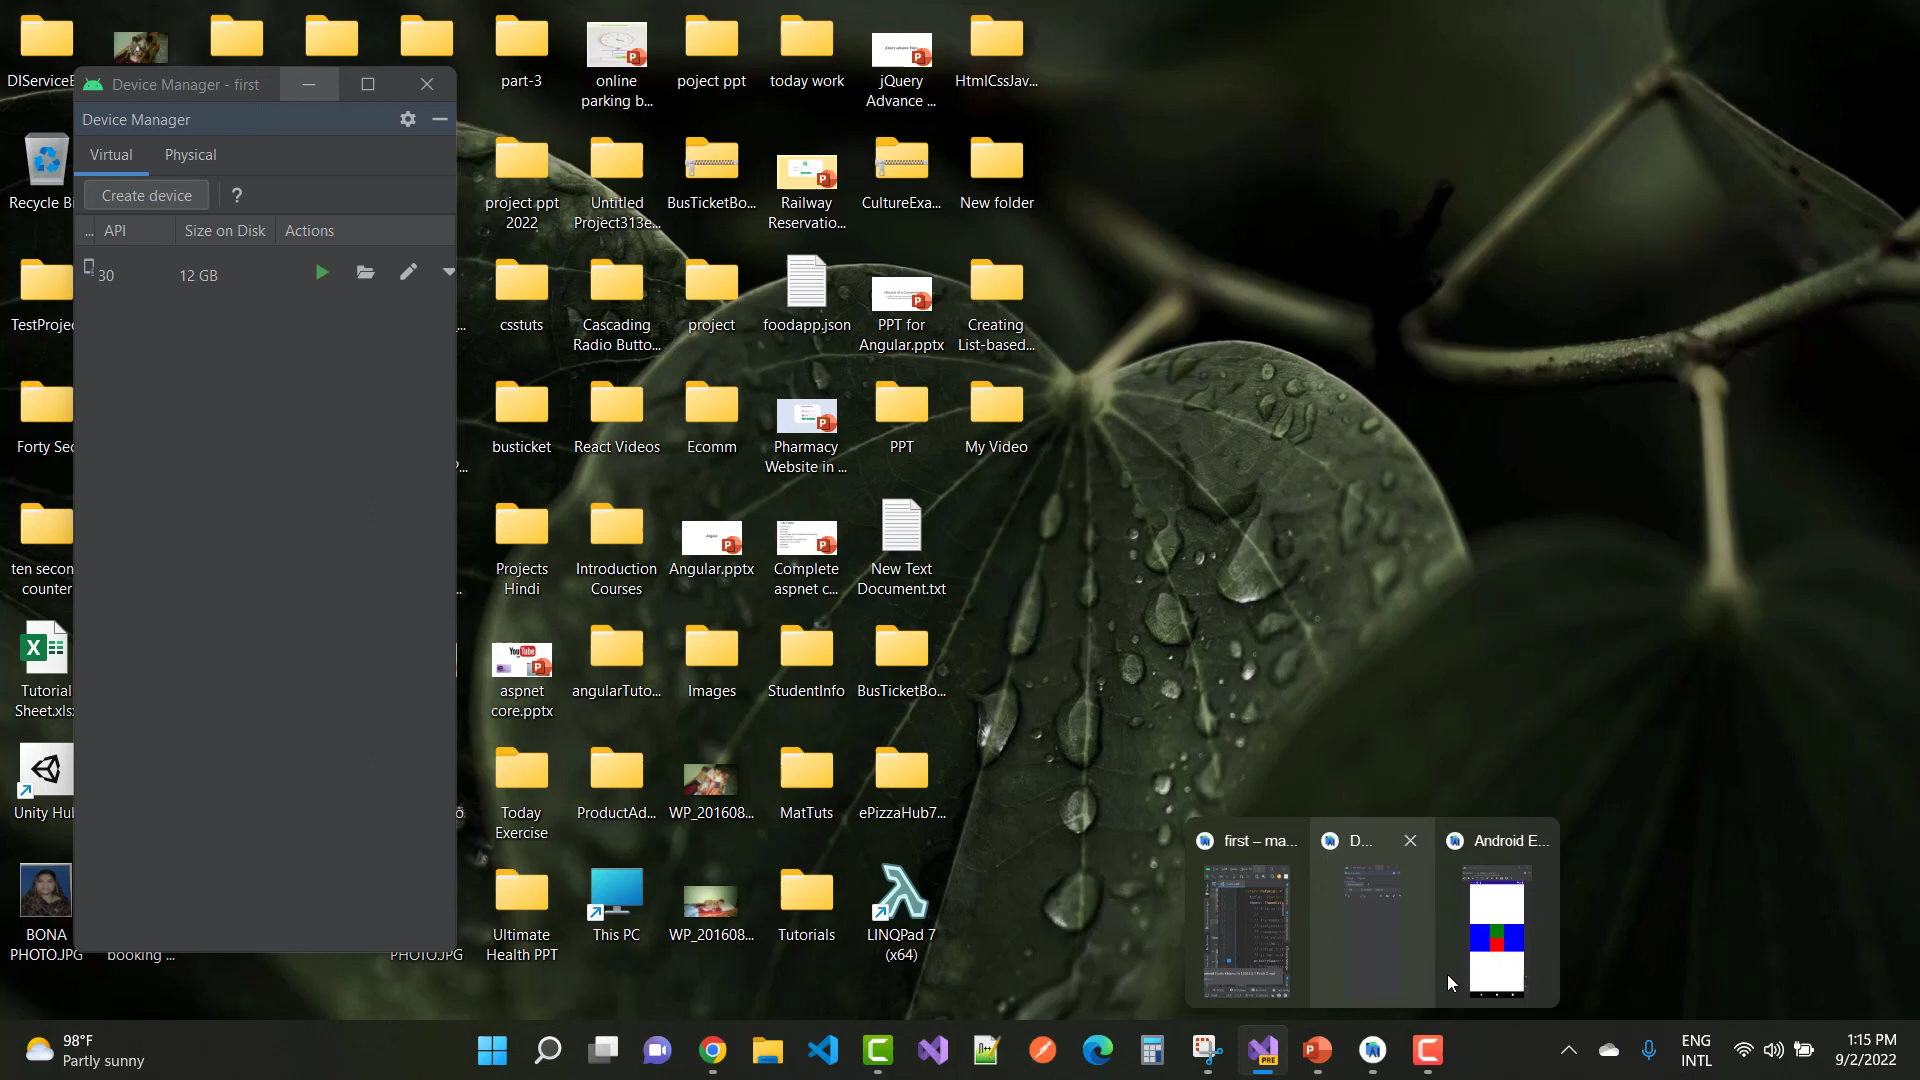 DIServiceE
part-3
online
parking b...
poject ppt
today work
jQuery
Advance ...
HtmlCssJav...
Device Manager - first
Device Manager
Virtual
Physical
Create device
?
...
API
Size on Disk
Actions
30
12 GB
Recycle Bi
project ppt
2022
Untitled
Project313e...
BusTicketBo...
Railway
Reservatio...
CultureExa...
New folder
TestProjec
csstuts
Cascading
Radio Butto...
project
foodapp.json
PPT for
Angular.pptx
Creating
List-based...
Forty Sec
busticket
React Videos
Ecomm
Pharmacy
Website in ...
PPT
My Video
ten secon
counter
Projects
Hindi
Introduction
Courses
Angular.pptx
Complete
aspnet c...
New Text
Document.txt
Tutorial
Sheet.xlsx
YouTube
aspnet
core.pptx
angularTuto...
Images
StudentInfo
BusTicketBo...
Unity Hub
Today
Exercise
ProductAd...
WP_201608...
MatTuts
ePizzaHub7...
BONA
PHOTO.JPG
booking ...
PHOTO.JPG
Ultimate
Health PPT
This PC
WP_201608...
Tutorials
LINQPad 7
(x64)
first – ma...
D...
Android E...
98°F
Partly sunny
PRE
ENG
INTL
1:15 PM
9/2/2022